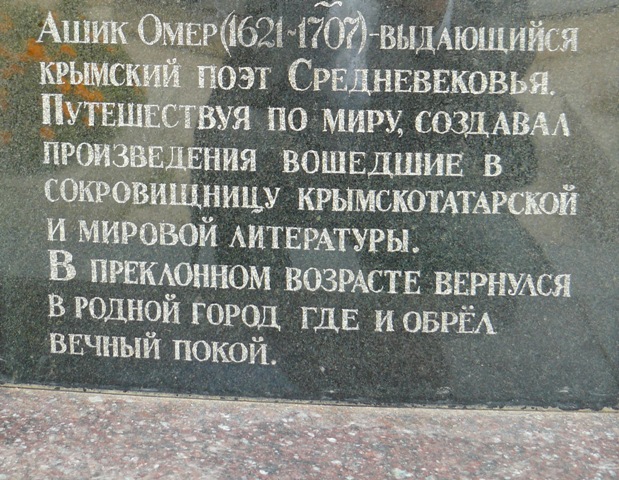 Ашик Омер(1621~1707)-выдающийся
крымский поэт Средневековья.
Путешествуя по миру, создавал
произведения вошедшие в
сокровищницу крымскотатарской
и мировой литературы.
В преклонном возрасте вернулся
в родной город где и обрёл
вечный покой.